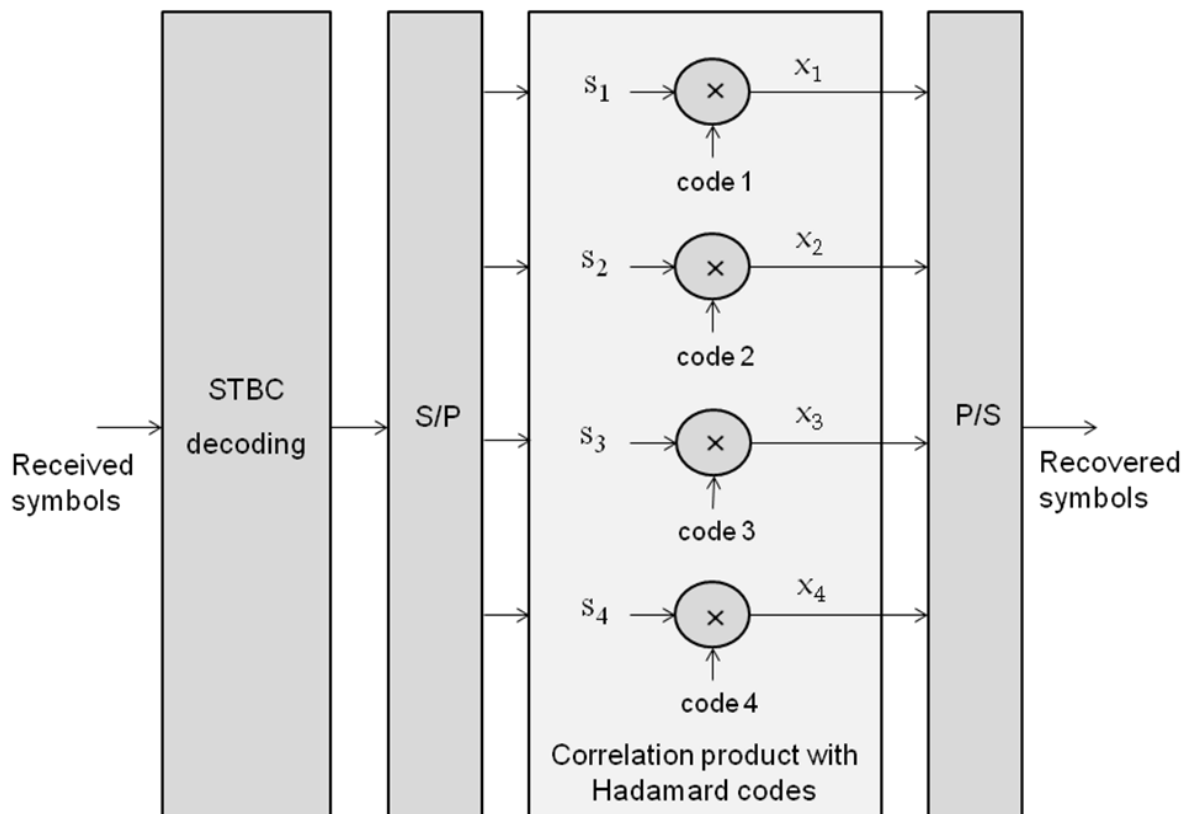 Received
symbols
STBC
decoding
S/P
s₁
×
x₁
code 1
s₂
×
x₂
code 2
s₃
×
x₃
code 3
s₄
×
x₄
code 4
Correlation product with
Hadamard codes
P/S
Recovered
symbols